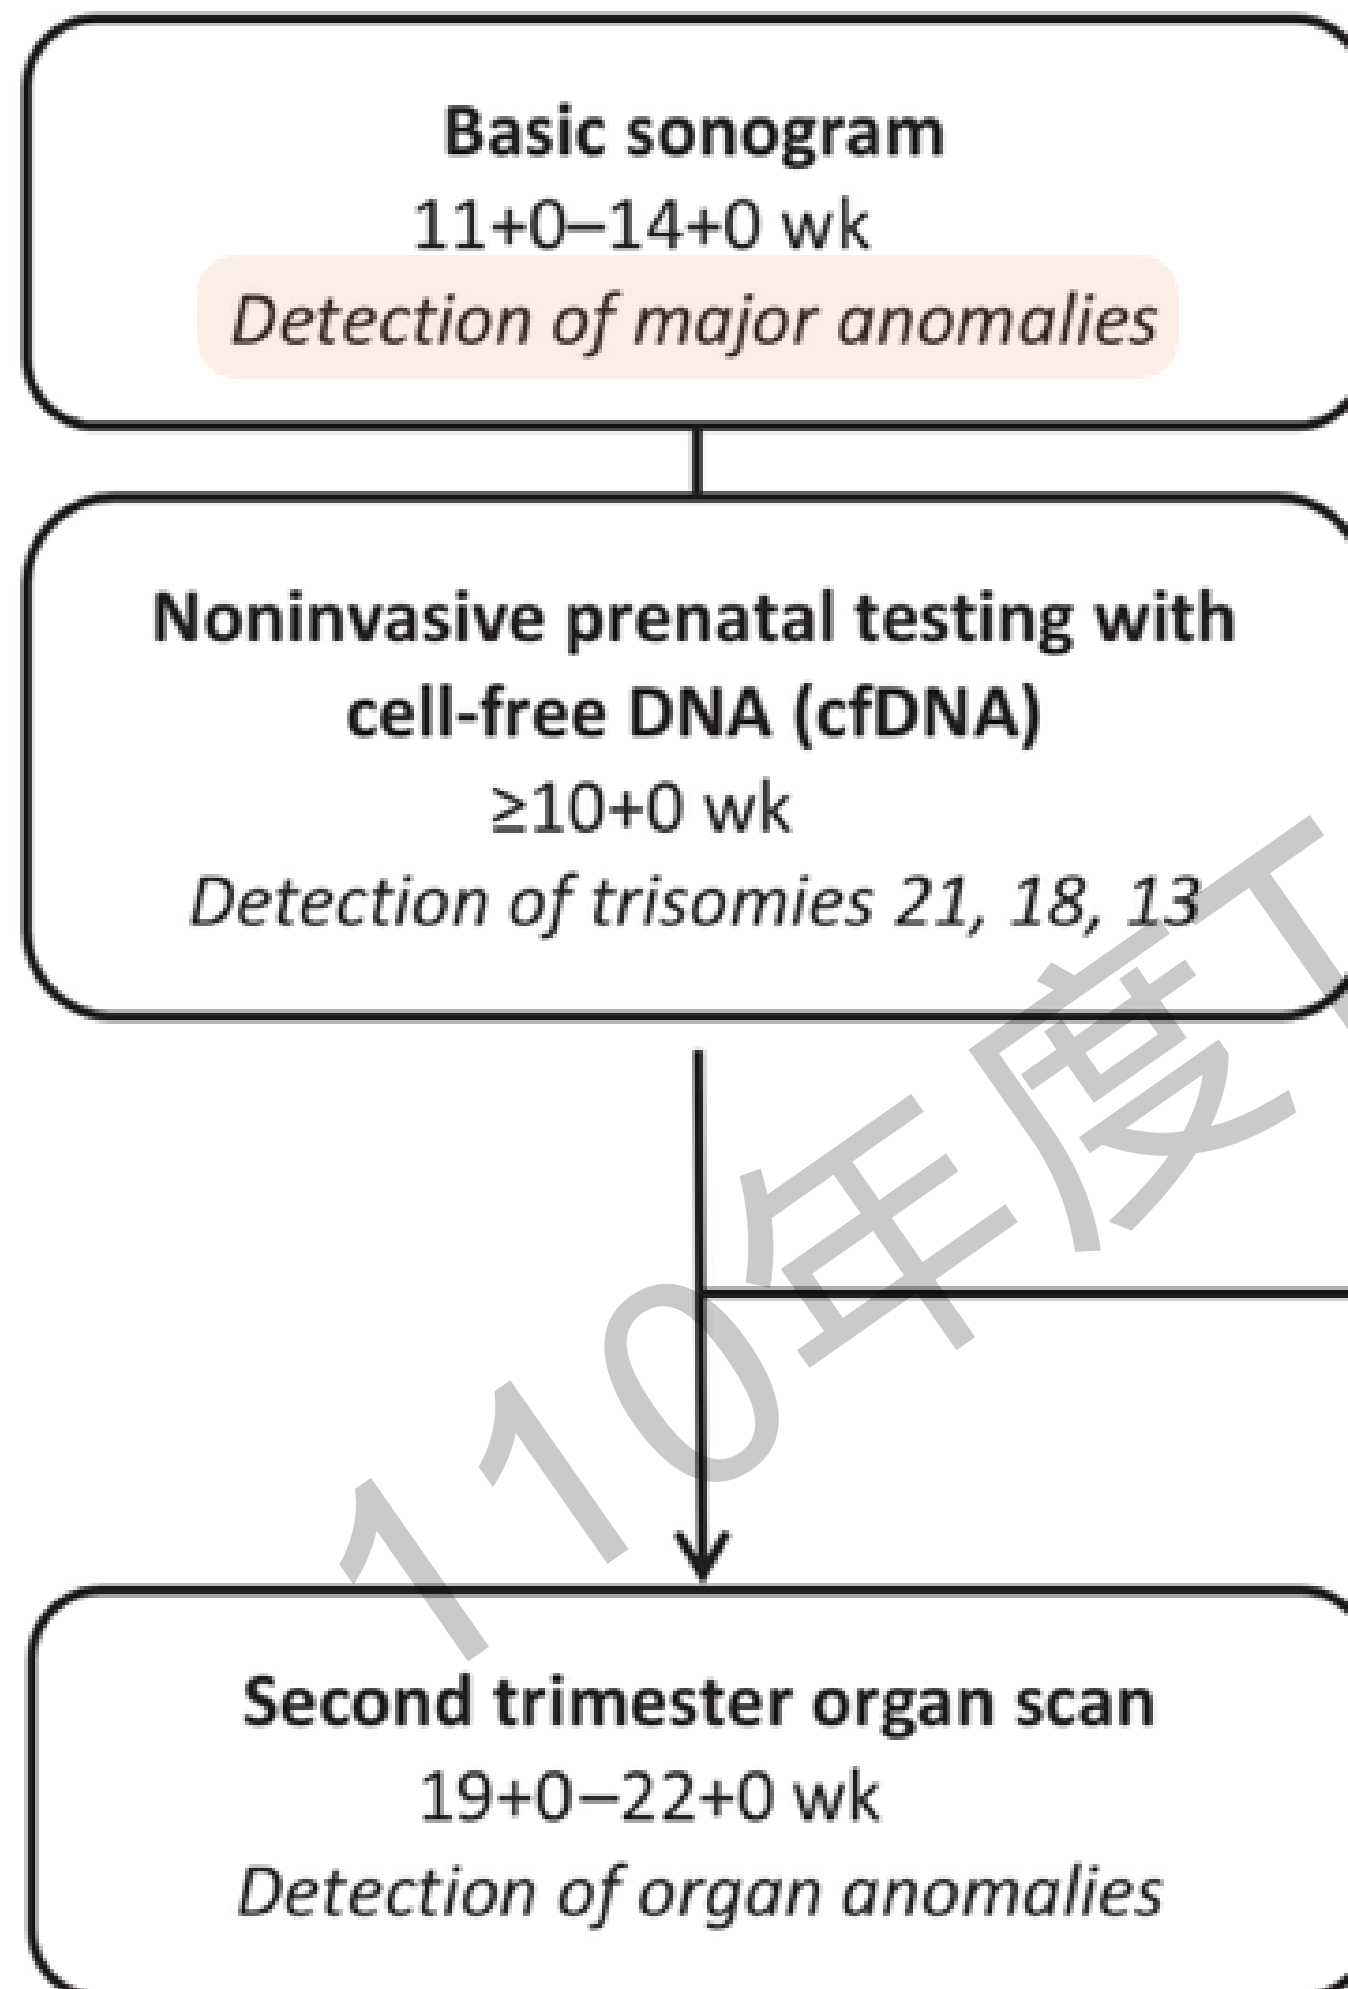 Basic sonogram
11+0–14+0 wk
Detection of major anomalies
Noninvasive prenatal testing with
cell-free DNA (cfDNA)
≥10+0 wk
Detection of trisomies 21, 18, 13
110年度T
Second trimester organ scan
19+0–22+0 wk
Detection of organ anomalies